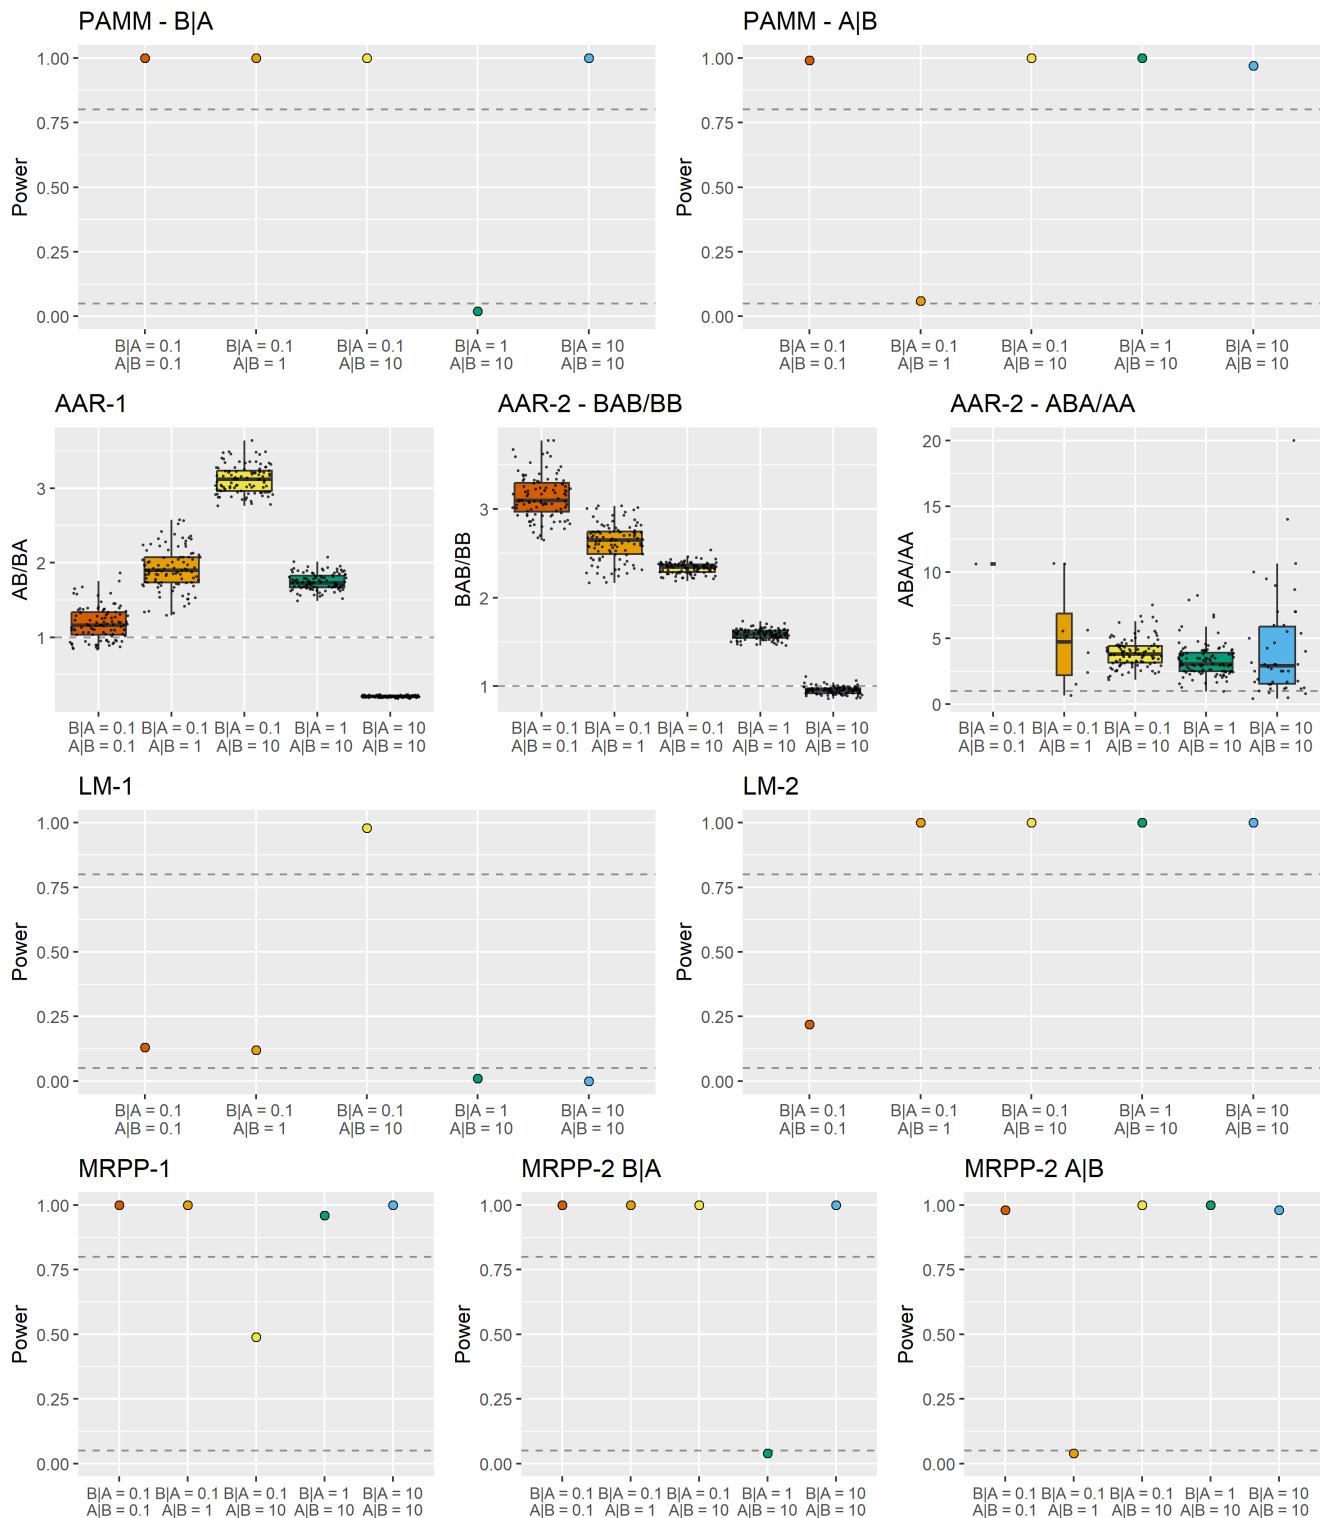 PAMM - B|A
PAMM - A|B
1.00
0.75
0.50
0.25
0.00
Power
B|A = 0.1 B|A = 0.1 B|A = 0.1 B|A = 1 B|A = 10
A|B = 0.1 A|B = 1 A|B = 10 A|B = 10 A|B = 10
1.00
0.75
0.50
0.25
0.00
Power
B|A = 0.1 B|A = 0.1 B|A = 0.1 B|A = 1 B|A = 10
A|B = 0.1 A|B = 1 A|B = 10 A|B = 10 A|B = 10
AAR-1
AAR-2 - BAB/BB
AAR-2 - ABA/AA
3
2
1
AB/BA
B|A = 0.1 B|A = 0.1 B|A = 0.1 B|A = 1 B|A = 10
A|B = 0.1 A|B = 1 A|B = 10 A|B = 10 A|B = 10
3
2
1
BAB/BB
B|A = 0.1 B|A = 0.1 B|A = 0.1 B|A = 1 B|A = 10
A|B = 0.1 A|B = 1 A|B = 10 A|B = 10 A|B = 10
20
15
10
5
0
ABA/AA
B|A = 0.1 B|A = 0.1 B|A = 0.1 B|A = 1 B|A = 10
A|B = 0.1 A|B = 1 A|B = 10 A|B = 10 A|B = 10
LM-1
LM-2
1.00
0.75
0.50
0.25
0.00
Power
B|A = 0.1 B|A = 0.1 B|A = 0.1 B|A = 1 B|A = 10
A|B = 0.1 A|B = 1 A|B = 10 A|B = 10 A|B = 10
1.00
0.75
0.50
0.25
0.00
Power
B|A = 0.1 B|A = 0.1 B|A = 0.1 B|A = 1 B|A = 10
A|B = 0.1 A|B = 1 A|B = 10 A|B = 10 A|B = 10
MRPP-1
MRPP-2 B|A
MRPP-2 A|B
1.00
0.75
0.50
0.25
0.00
Power
B|A = 0.1 B|A = 0.1 B|A = 0.1 B|A = 1 B|A = 10
A|B = 0.1 A|B = 1 A|B = 10 A|B = 10 A|B = 10
1.00
0.75
0.50
0.25
0.00
Power
B|A = 0.1 B|A = 0.1 B|A = 0.1 B|A = 1 B|A = 10
A|B = 0.1 A|B = 1 A|B = 10 A|B = 10 A|B = 10
1.00
0.75
0.50
0.25
0.00
Power
B|A = 0.1 B|A = 0.1 B|A = 0.1 B|A = 1 B|A = 10
A|B = 0.1 A|B = 1 A|B = 10 A|B = 10 A|B = 10